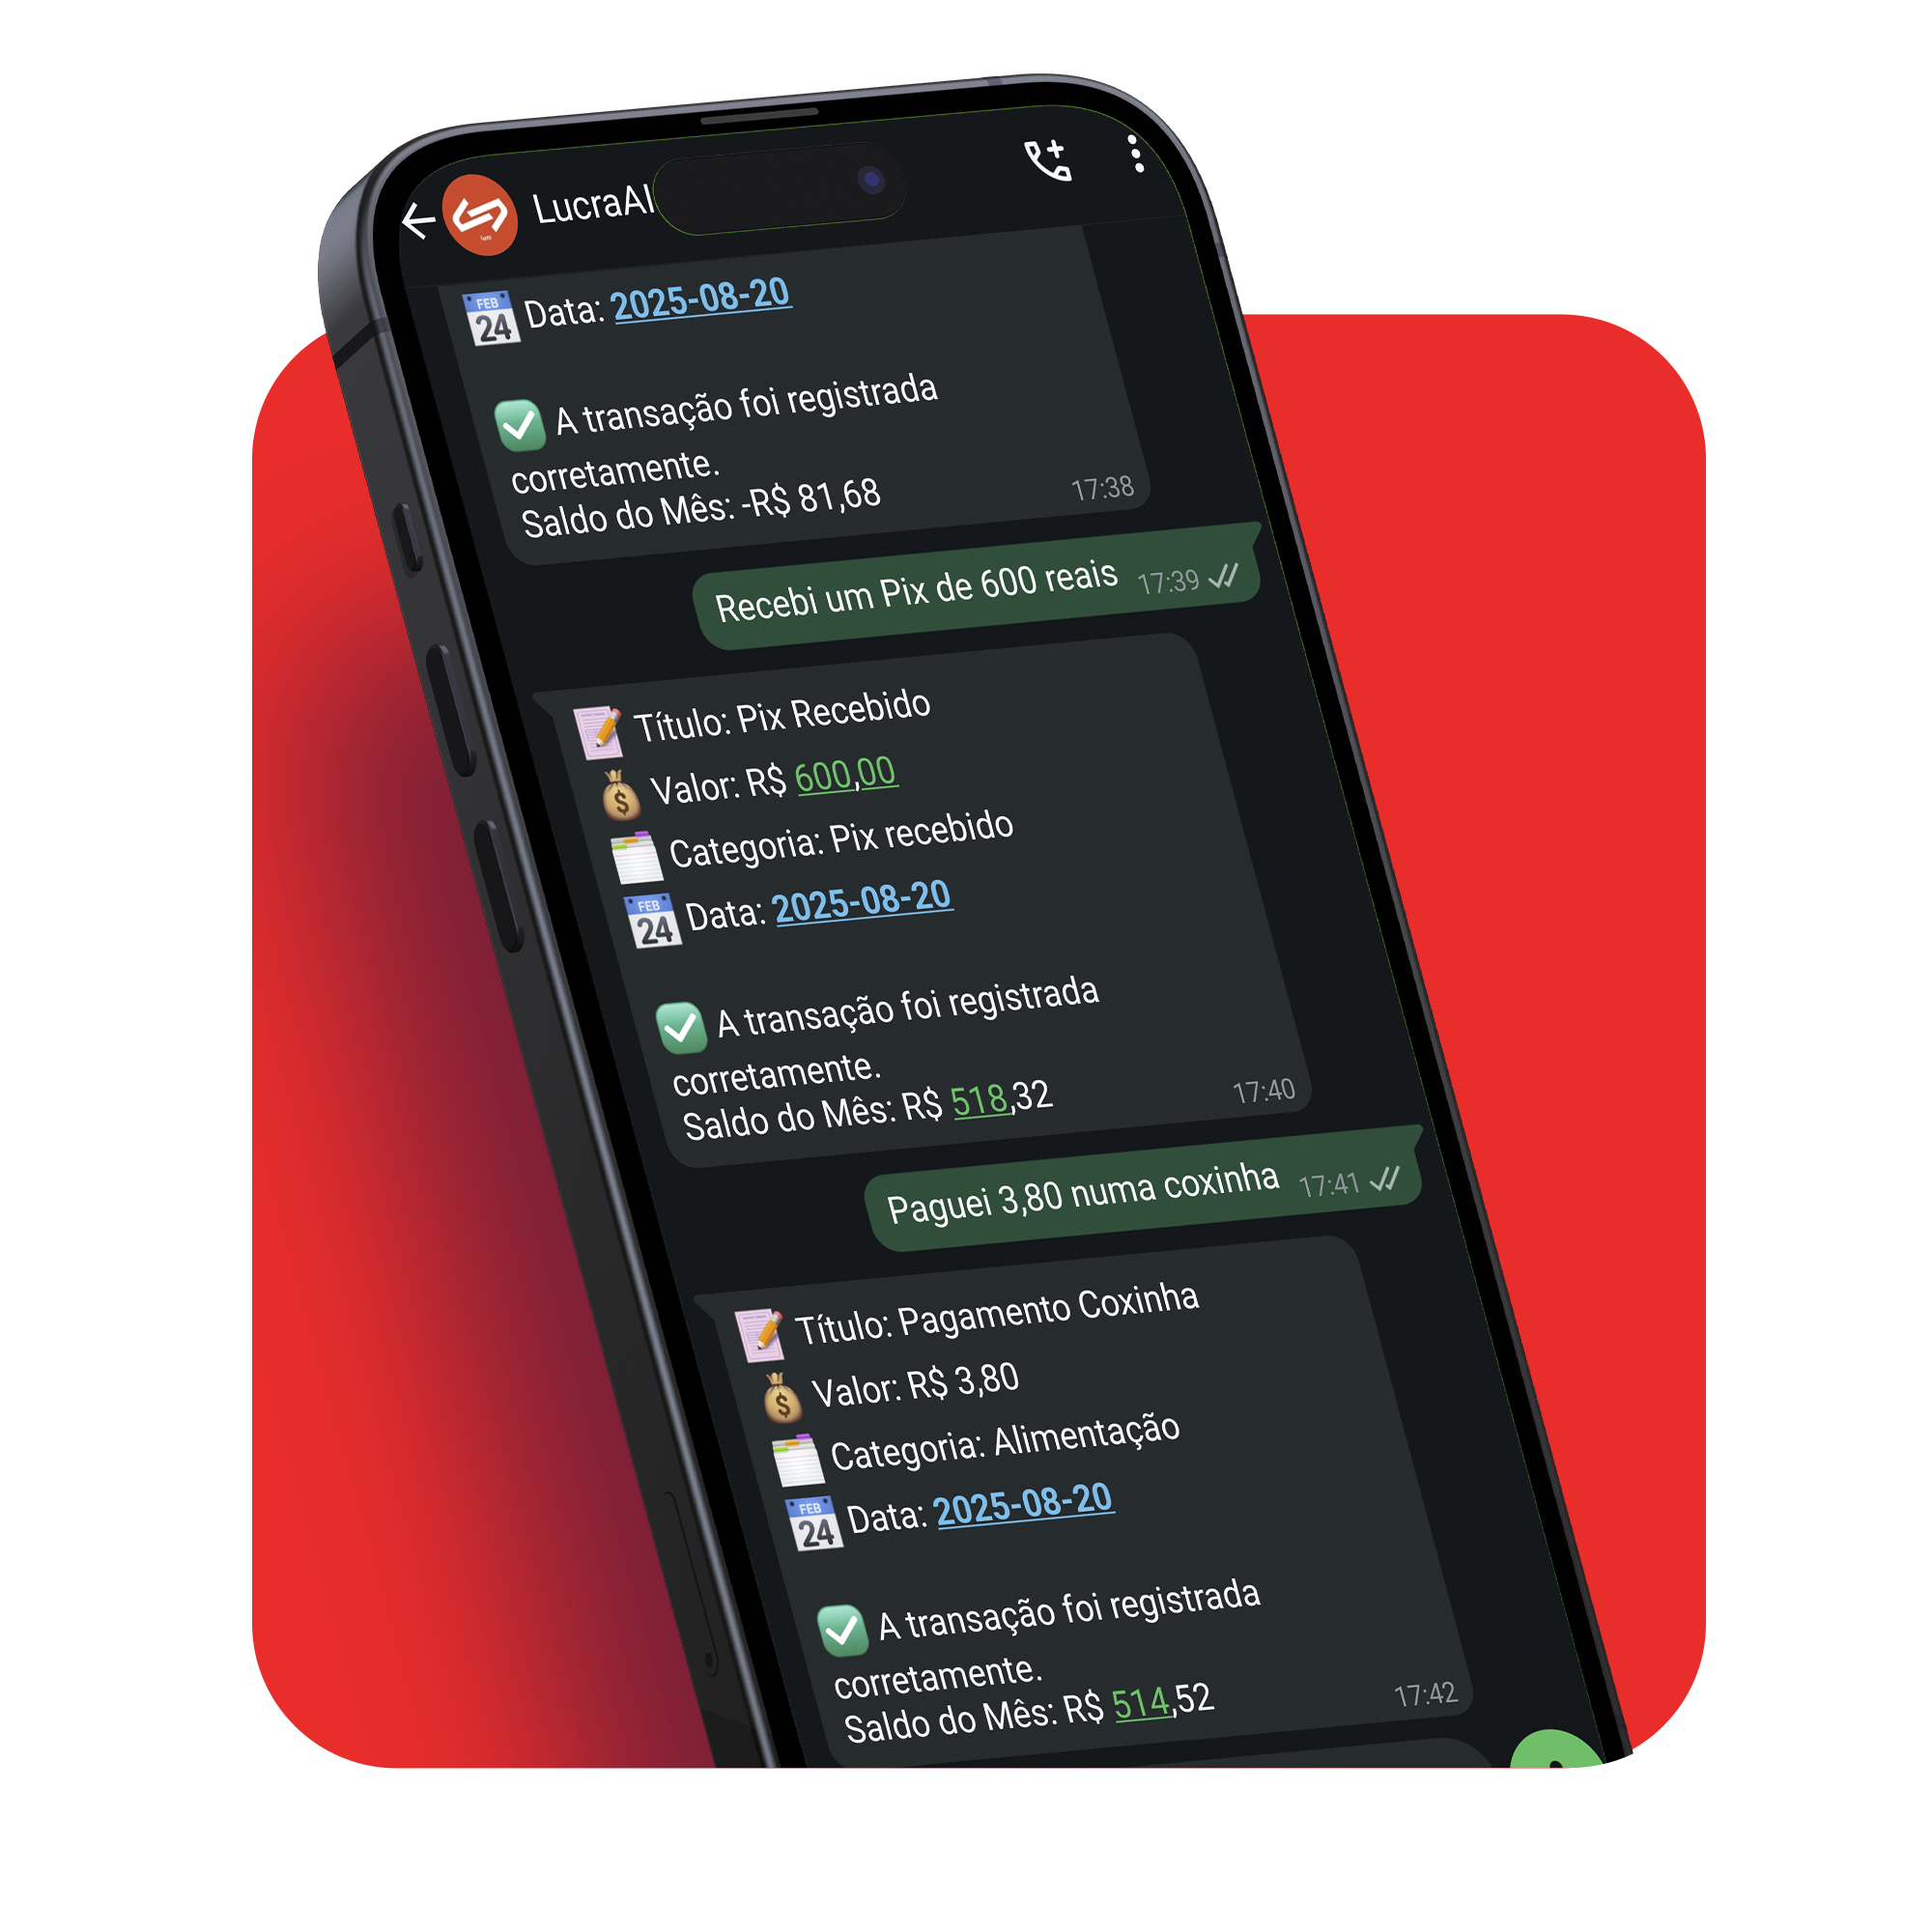 LucraAI
FEB
24
Data: 2025-08-20
A transação foi registrada
corretamente.
Saldo do Mês: -R$ 81,68
17:38
Recebi um Pix de 600 reais
17:39
Título: Pix Recebido
Valor: R$ 600,00
Categoria: Pix recebido
FEB
24
Data: 2025-08-20
A transação foi registrada
corretamente.
Saldo do Mês: R$ 518,32
17:40
Paguei 3,80 numa coxinha
17:41
Título: Pagamento Coxinha
Valor: R$ 3,80
Categoria: Alimentação
FEB
24
Data: 2025-08-20
A transação foi registrada
corretamente.
Saldo do Mês: R$ 514,52
17:42